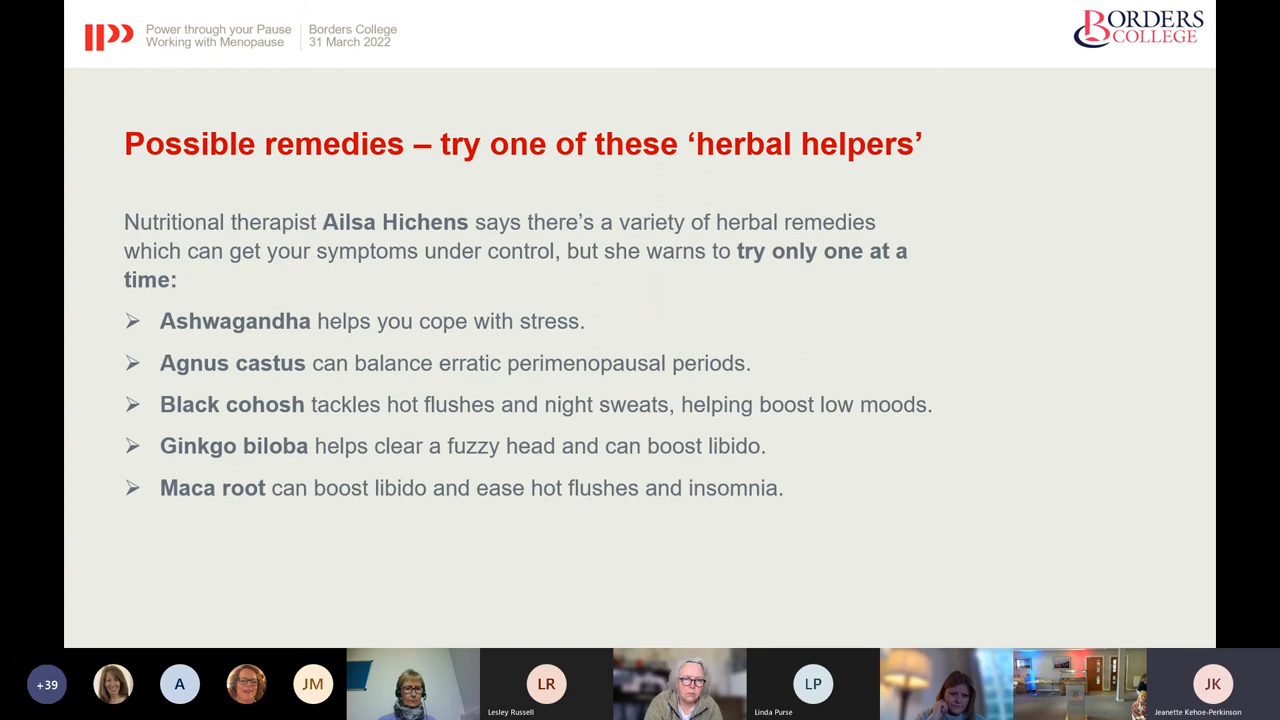 Power through your Pause
Working with Menopause
Borders College
31 March 2022
BORDERS
COLLEGE
Possible remedies – try one of these ‘herbal helpers’
Nutritional therapist Ailsa Hichens says there’s a variety of herbal remedies
which can get your symptoms under control, but she warns to try only one at a
time:
Ashwagandha helps you cope with stress.
Agnus castus can balance erratic perimenopausal periods.
Black cohosh tackles hot flushes and night sweats, helping boost low moods.
Ginkgo biloba helps clear a fuzzy head and can boost libido.
Maca root can boost libido and ease hot flushes and insomnia.
+39
A
JM
LR
Lesley Russell
LP
Linda Purse
JK
Jeanette Kehoe-Perkinson